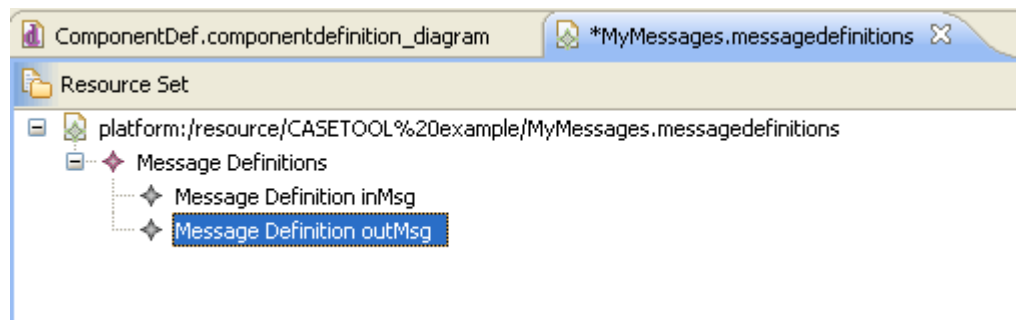 ComponentDef.componentdefinition_diagram *MyMessages.messagedefinitions
Resource Set
platform:/resource/CASETOOL%20example/MyMessages.messagedefinitions
Message Definitions
Message Definition inMsg
Message Definition outMsg